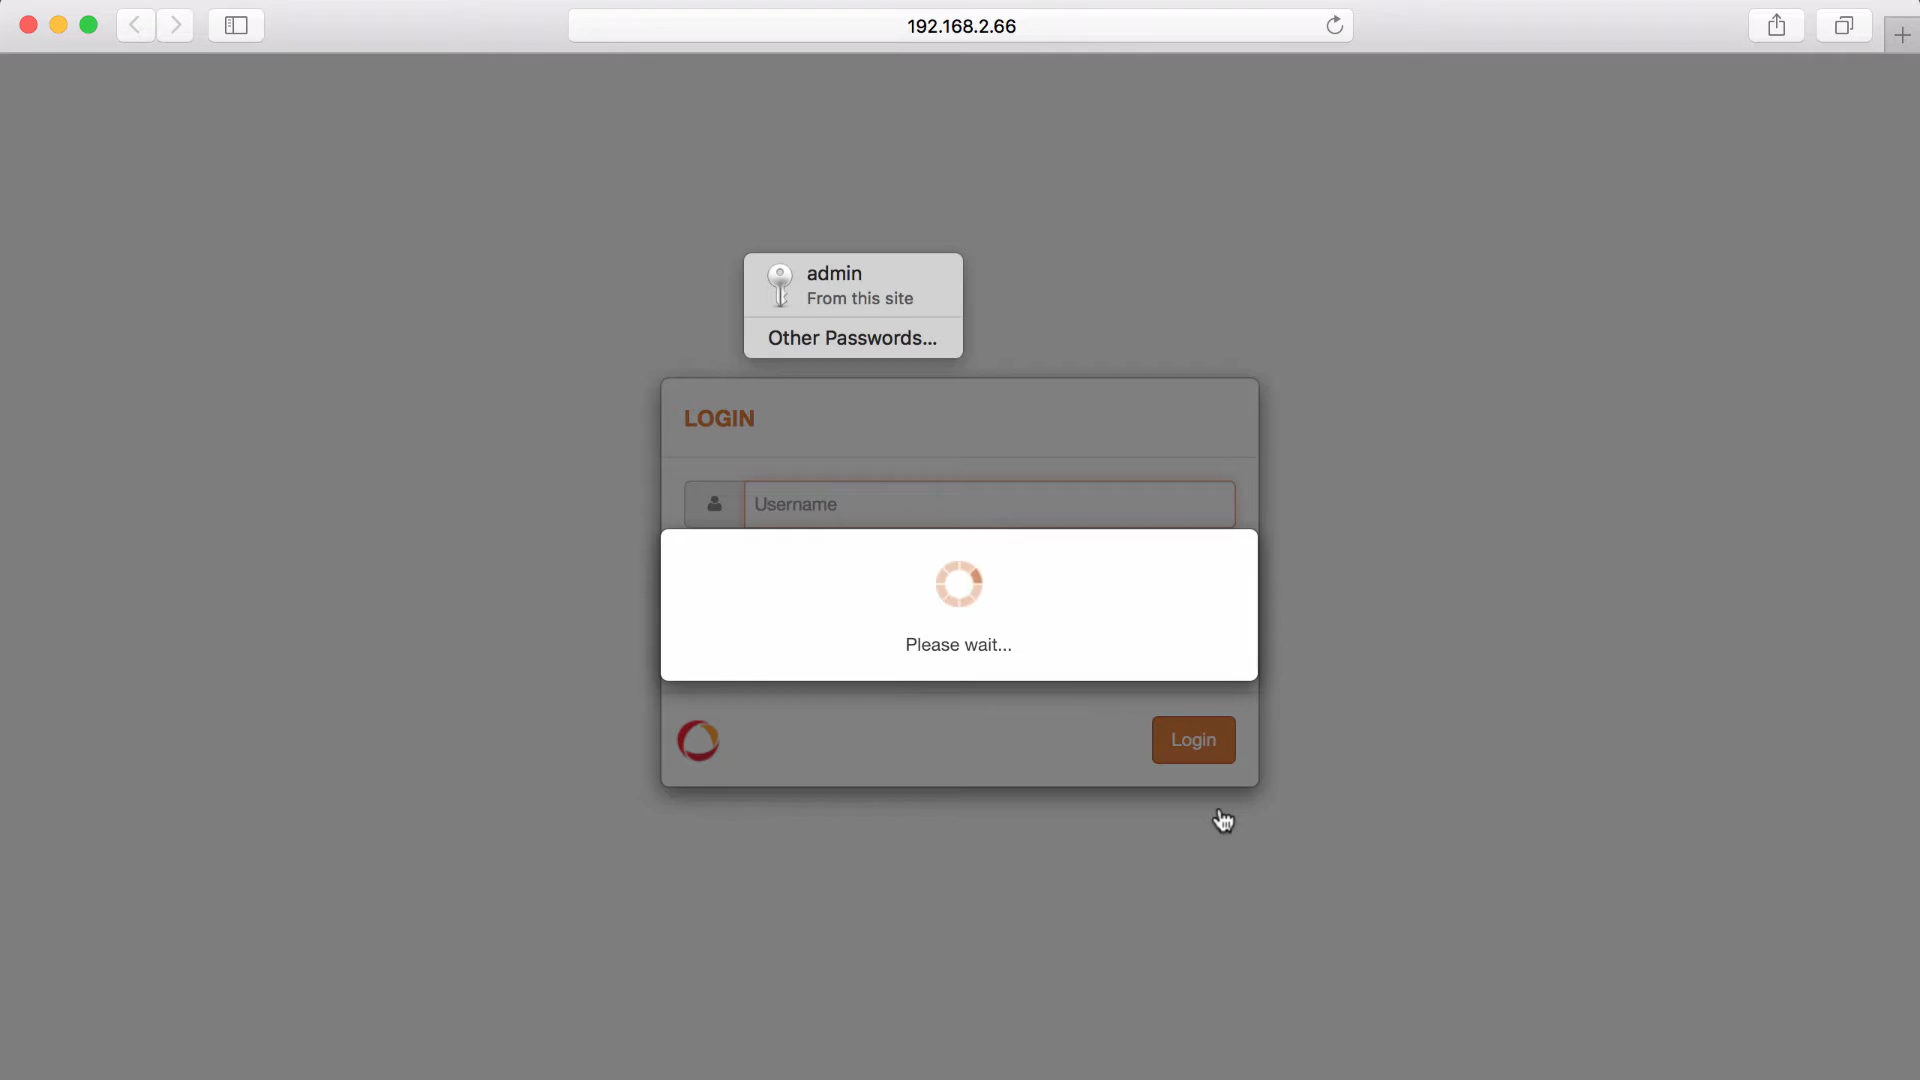 192.168.2.66
admin
From this site
Other Passwords...
LOGIN
Username
Please wait...
Login